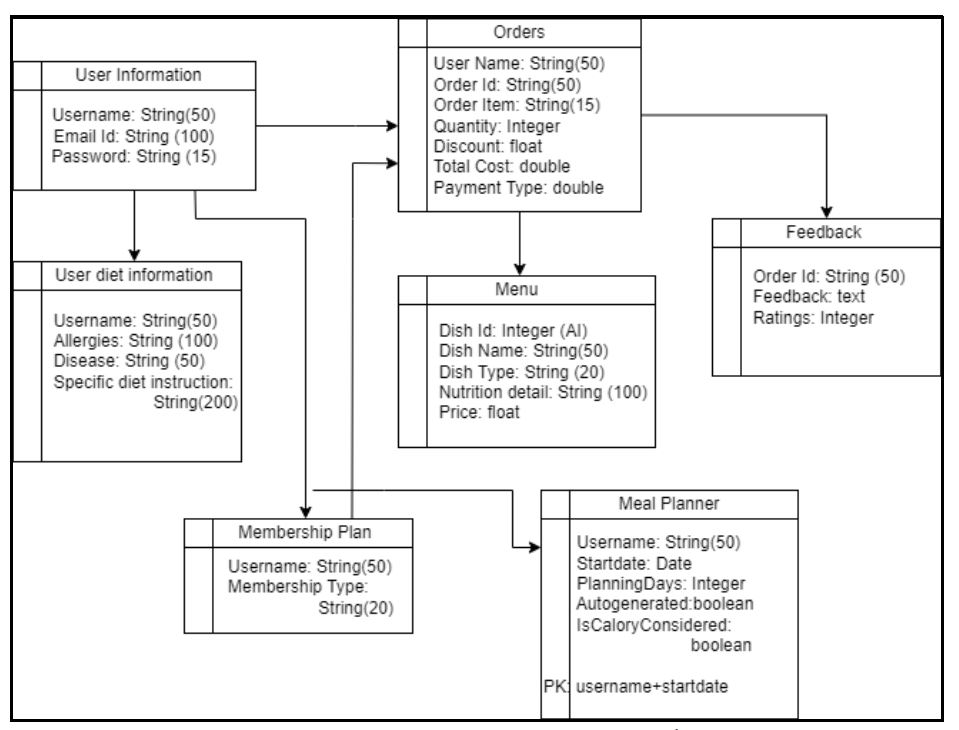 Orders
User Name: String(50)
Order Id: String(50)
Order Item: String(15)
Quantity: Integer
Discount: float
Total Cost: double
Payment Type: double
User Information
Username: String(50)
Email Id: String (100)
Password: String (15)
Feedback
Order Id: String (50)
Feedback: text
Ratings: Integer
User diet information
Username: String(50)
Allergies: String (100)
Disease: String (50)
Specific diet instruction:
String(200)
Menu
Dish Id: Integer (AI)
Dish Name: String(50)
Dish Type: String (20)
Nutrition detail: String (100)
Price: float
Membership Plan
Username: String(50)
Membership Type:
String(20)
Meal Planner
Username: String(50)
Startdate: Date
PlanningDays: Integer
Autogenerated:boolean
IsCaloryConsidered:
boolean
PK: username+startdate